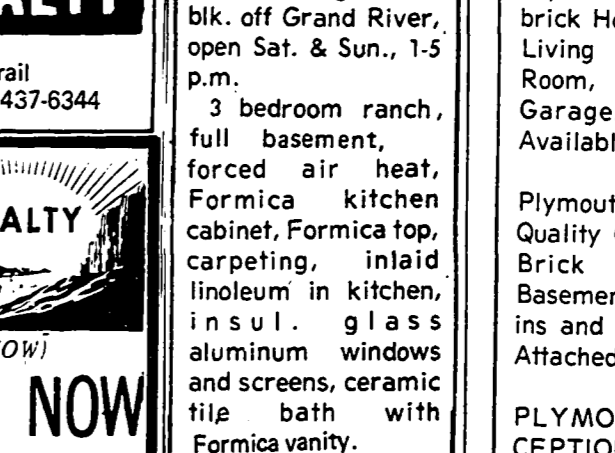 rail
437-6344
ALTY
OW)
NOW
blk. off Grand River,
open Sat. & Sun., 1-5
p.m.
3 bedroom ranch,
full basement,
forced air heat,
Formica kitchen
cabinet, Formica top,
carpeting, inlaid
linoleum in kitchen,
insul. glass
aluminum windows
and screens, ceramic
tile bath with
Formica vanity.
brick
Living
Room,
Garage
Availabl
Plymout
Quality
Brick
Basemen
ins and
Attached
PLYMO
CEPTIO